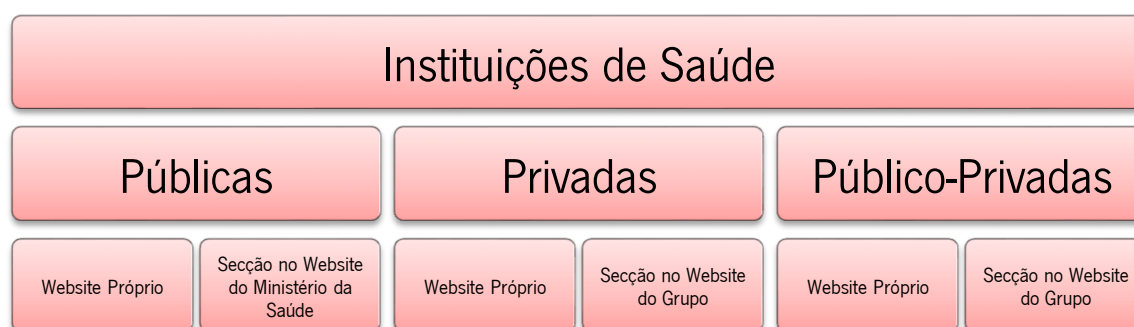 Instituições de Saúde
Públicas
Privadas
Público-Privadas
Website Próprio
Secção no Website
do Ministério da
Saúde
Website Próprio
Secção no Website
do Grupo
Website Próprio
Secção no Website
do Grupo